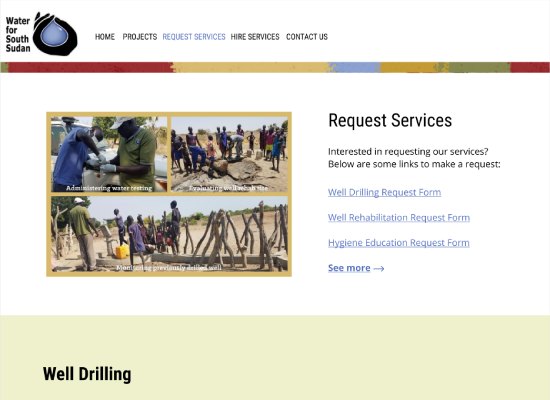 Water
for
South
Sudan
HOME PROJECTS REQUEST SERVICES HIRE SERVICES CONTACT US
Administering water testing
Evaluating well rehab site
Monitoring previously drilled well
Request Services
Interested in requesting our services?
Below are some links to make a request:
Well Drilling Request Form
Well Rehabilitation Request Form
Hygiene Education Request Form
See more →
Well Drilling